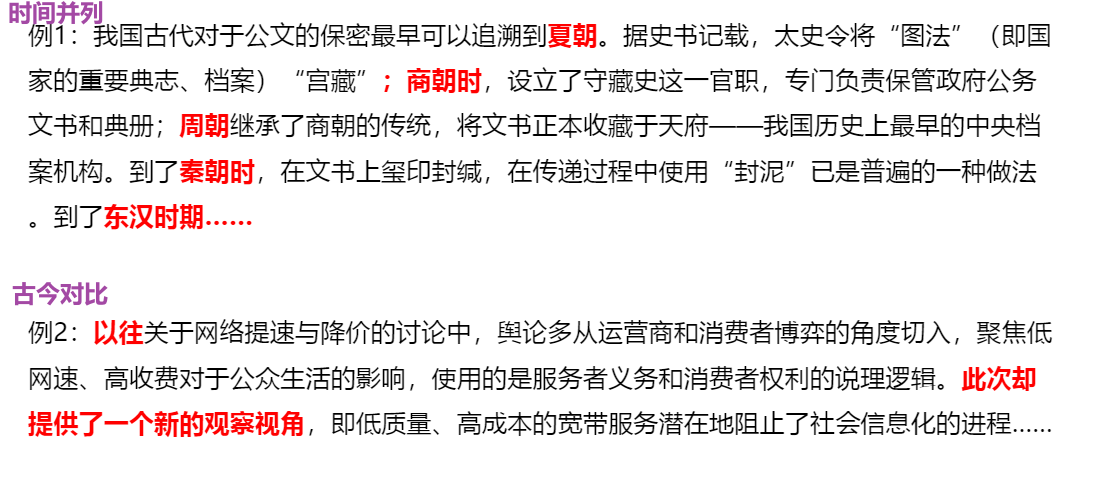 时间并列
例1：我国古代对于公文的保密最早可以追溯到夏朝。据史书记载，太史令将“图法”（即国
家的重要典志、档案）“宫藏”；商朝时，设立了守藏史这一官职，专门负责保管政府公务
文书和典册；周朝继承了商朝的传统，将文书正本收藏于天府——我国历史上最早的中央档
案机构。到了秦朝时，在文书上玺印封缄，在传递过程中使用“封泥”已是普遍的一种做法
。到了东汉时期……
古今对比
例2：以往关于网络提速与降价的讨论中，舆论多从运营商和消费者博弈的角度切入，聚焦低
网速、高收费对于公众生活的影响，使用的是服务者义务和消费者权利的说理逻辑。此次却
提供了一个新的观察视角，即低质量、高成本的宽带服务潜在地阻止了社会信息化的进程……